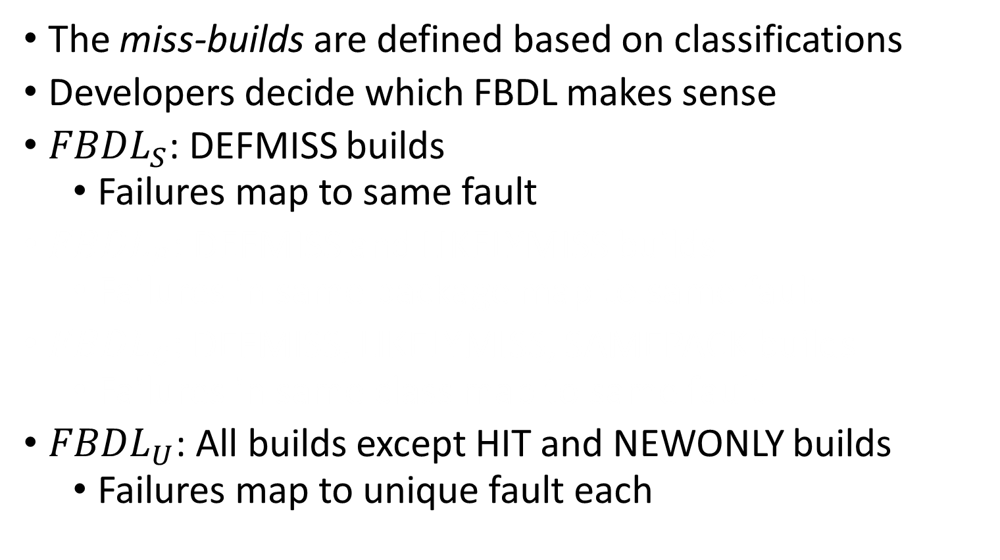 • The miss-builds are defined based on classifications
• Developers decide which FBDL makes sense
• FBDL_S: DEFMISS builds
• Failures map to same fault
• FBDL_U: All builds except HIT and NEWONLY builds
• Failures map to unique fault each